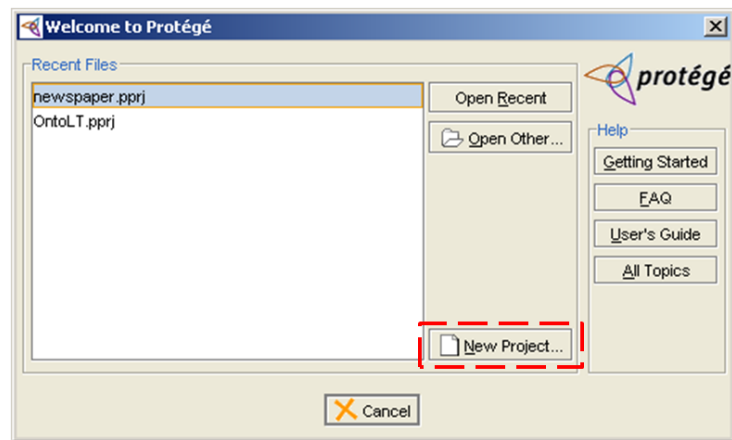 Welcome to Protégé
Recent Files
newspaper.pprj
OntoLT.pprj
Open Recent
Open Other...
New Project...
protégé
Help
Getting Started
FAQ
User's Guide
All Topics
Cancel